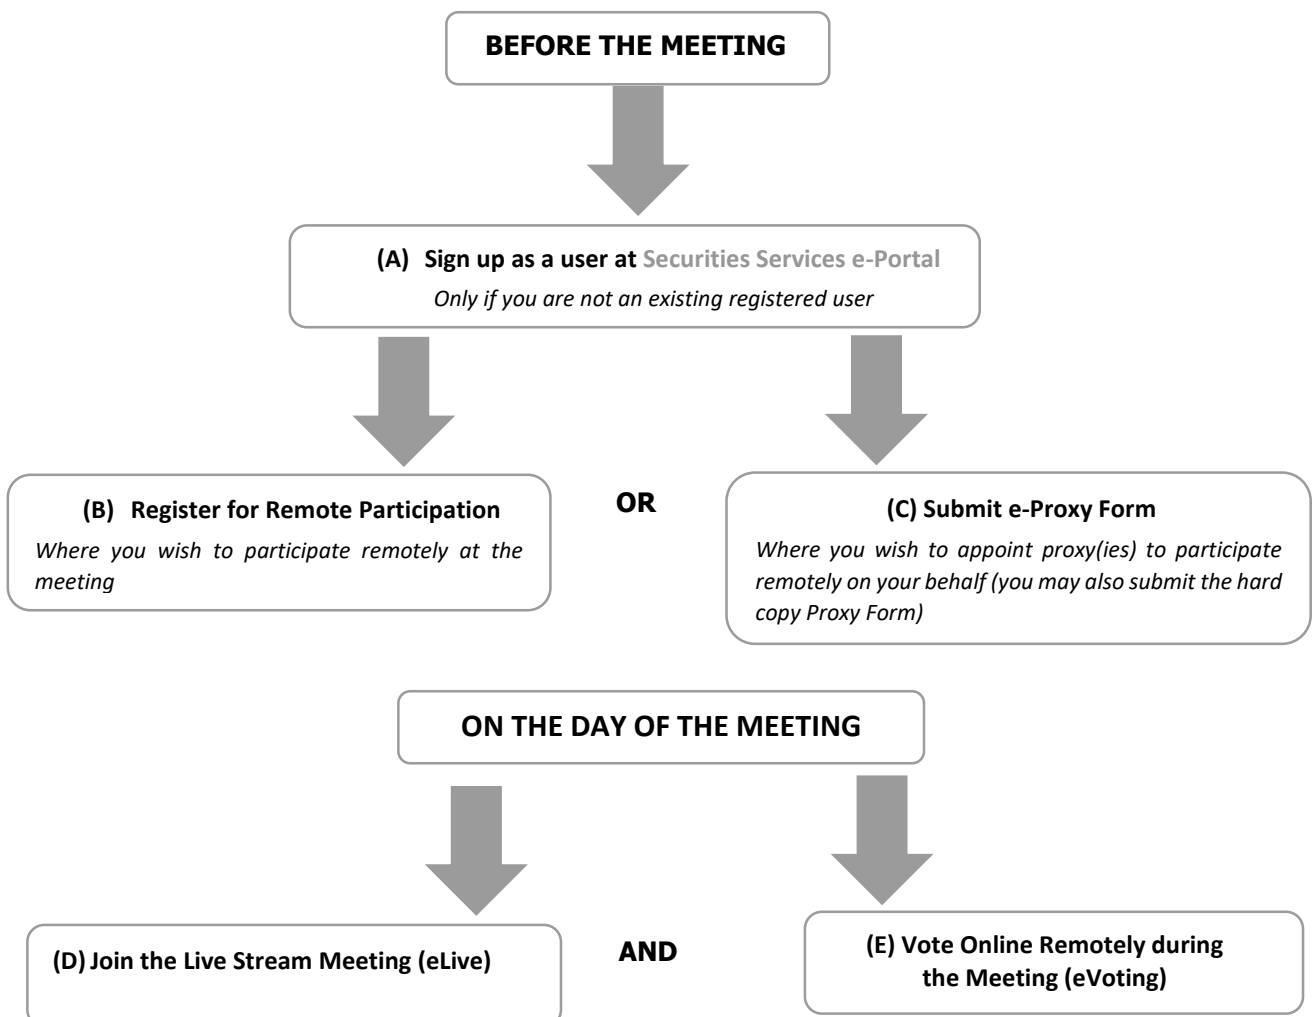 BEFORE THE MEETING
(A) Sign up as a user at Securities Services e-Portal
Only if you are not an existing registered user
(B) Register for Remote Participation
Where you wish to participate remotely at the
meeting
OR
(C) Submit e-Proxy Form
Where you wish to appoint proxy(ies) to participate
remotely on your behalf (you may also submit the hard
copy Proxy Form)
ON THE DAY OF THE MEETING
(D) Join the Live Stream Meeting (eLive)
AND
(E) Vote Online Remotely during
the Meeting (eVoting)